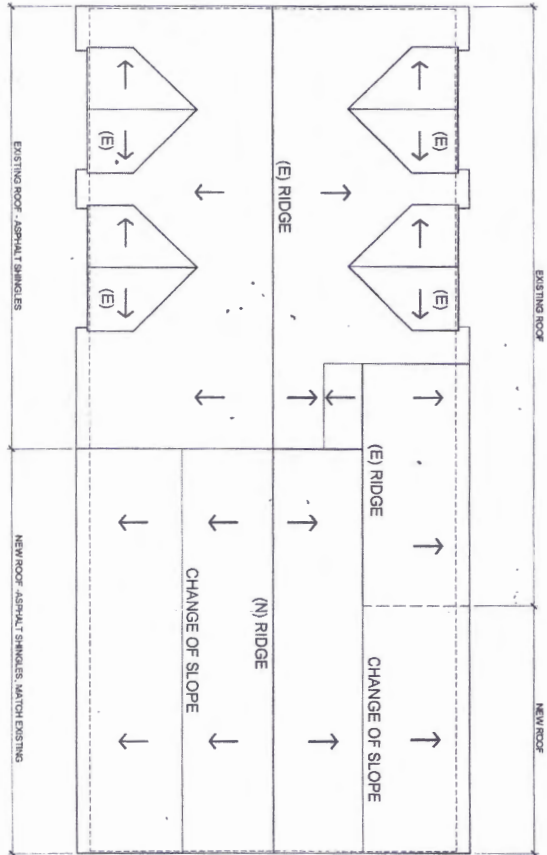 EXISTING ROOF
NEW ROOF
(E)
(E)
(E) RIDGE
CHANGE OF SLOPE
(E) RIDGE
(N) RIDGE
CHANGE OF SLOPE
(E)
(E)
EXISTING ROOF - ASPHALT SHINGLES
NEW ROOF -ASPHALT SHINGLES, MATCH EXISTING